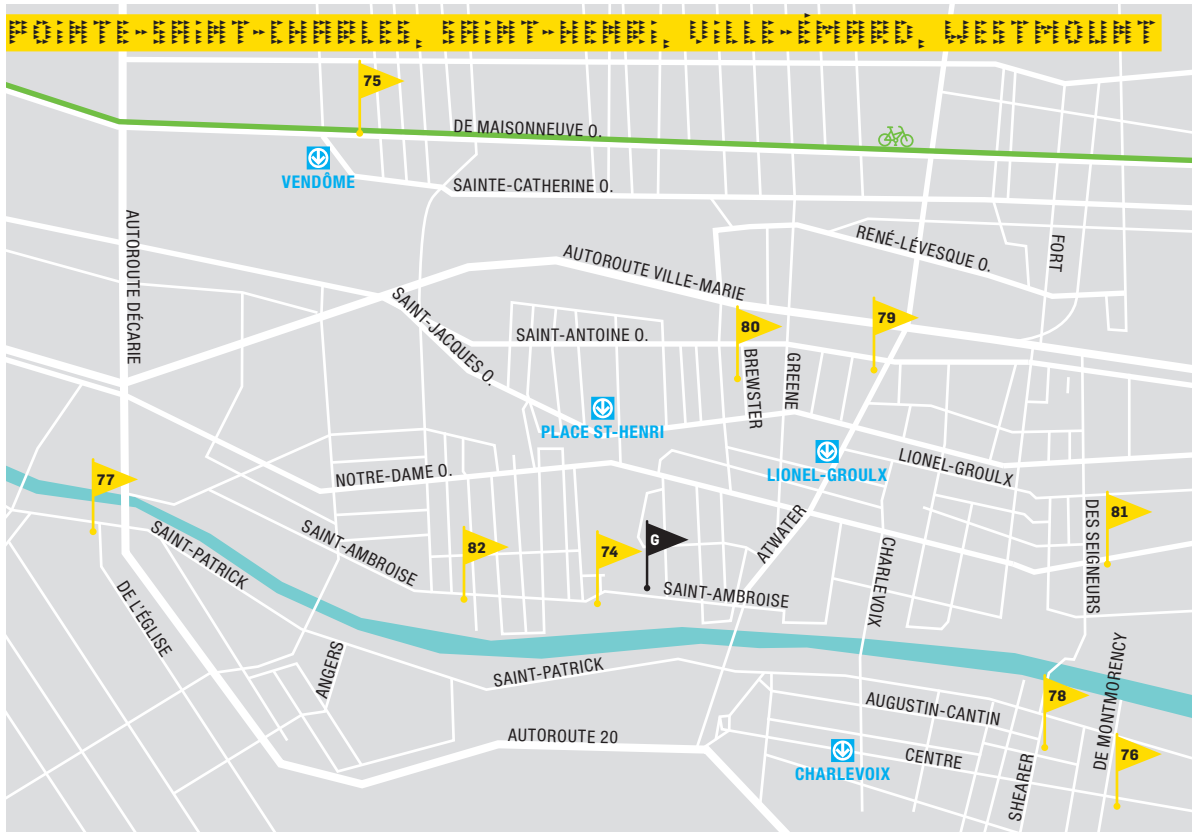 POINTE-SAINT-CHARLES, SAINT-HENRI, VILLE-ÉMARD, WESTMOUNT
75
DE MAISONNEUVE O.
VENDÔME
SAINTE-CATHERINE O.
AUTOROUTE DÉCARIE
RENÉ-LÉVESQUE O.
FORT
AUTOROUTE VILLE-MARIE
SAINT-JACQUES O.
SAINT-ANTOINE O.
80
79
BREWSTER
GREENE
PLACE ST-HENRI
LIONEL-GROULX
LIONEL-GROULX
NOTRE-DAME O.
77
SAINT-PATRICK
SAINT-AMBROISE
82
74
G
SAINT-AMBROISE
ATWATER
CHARLEVOIX
DES SEIGNEURS
81
DE L'ÉGLISE
ANGERS
SAINT-PATRICK
AUGUSTIN-CANTIN
78
DE MONTMORENCY
AUTOROUTE 20
CHARLEVOIX
CENTRE
SHEARER
76